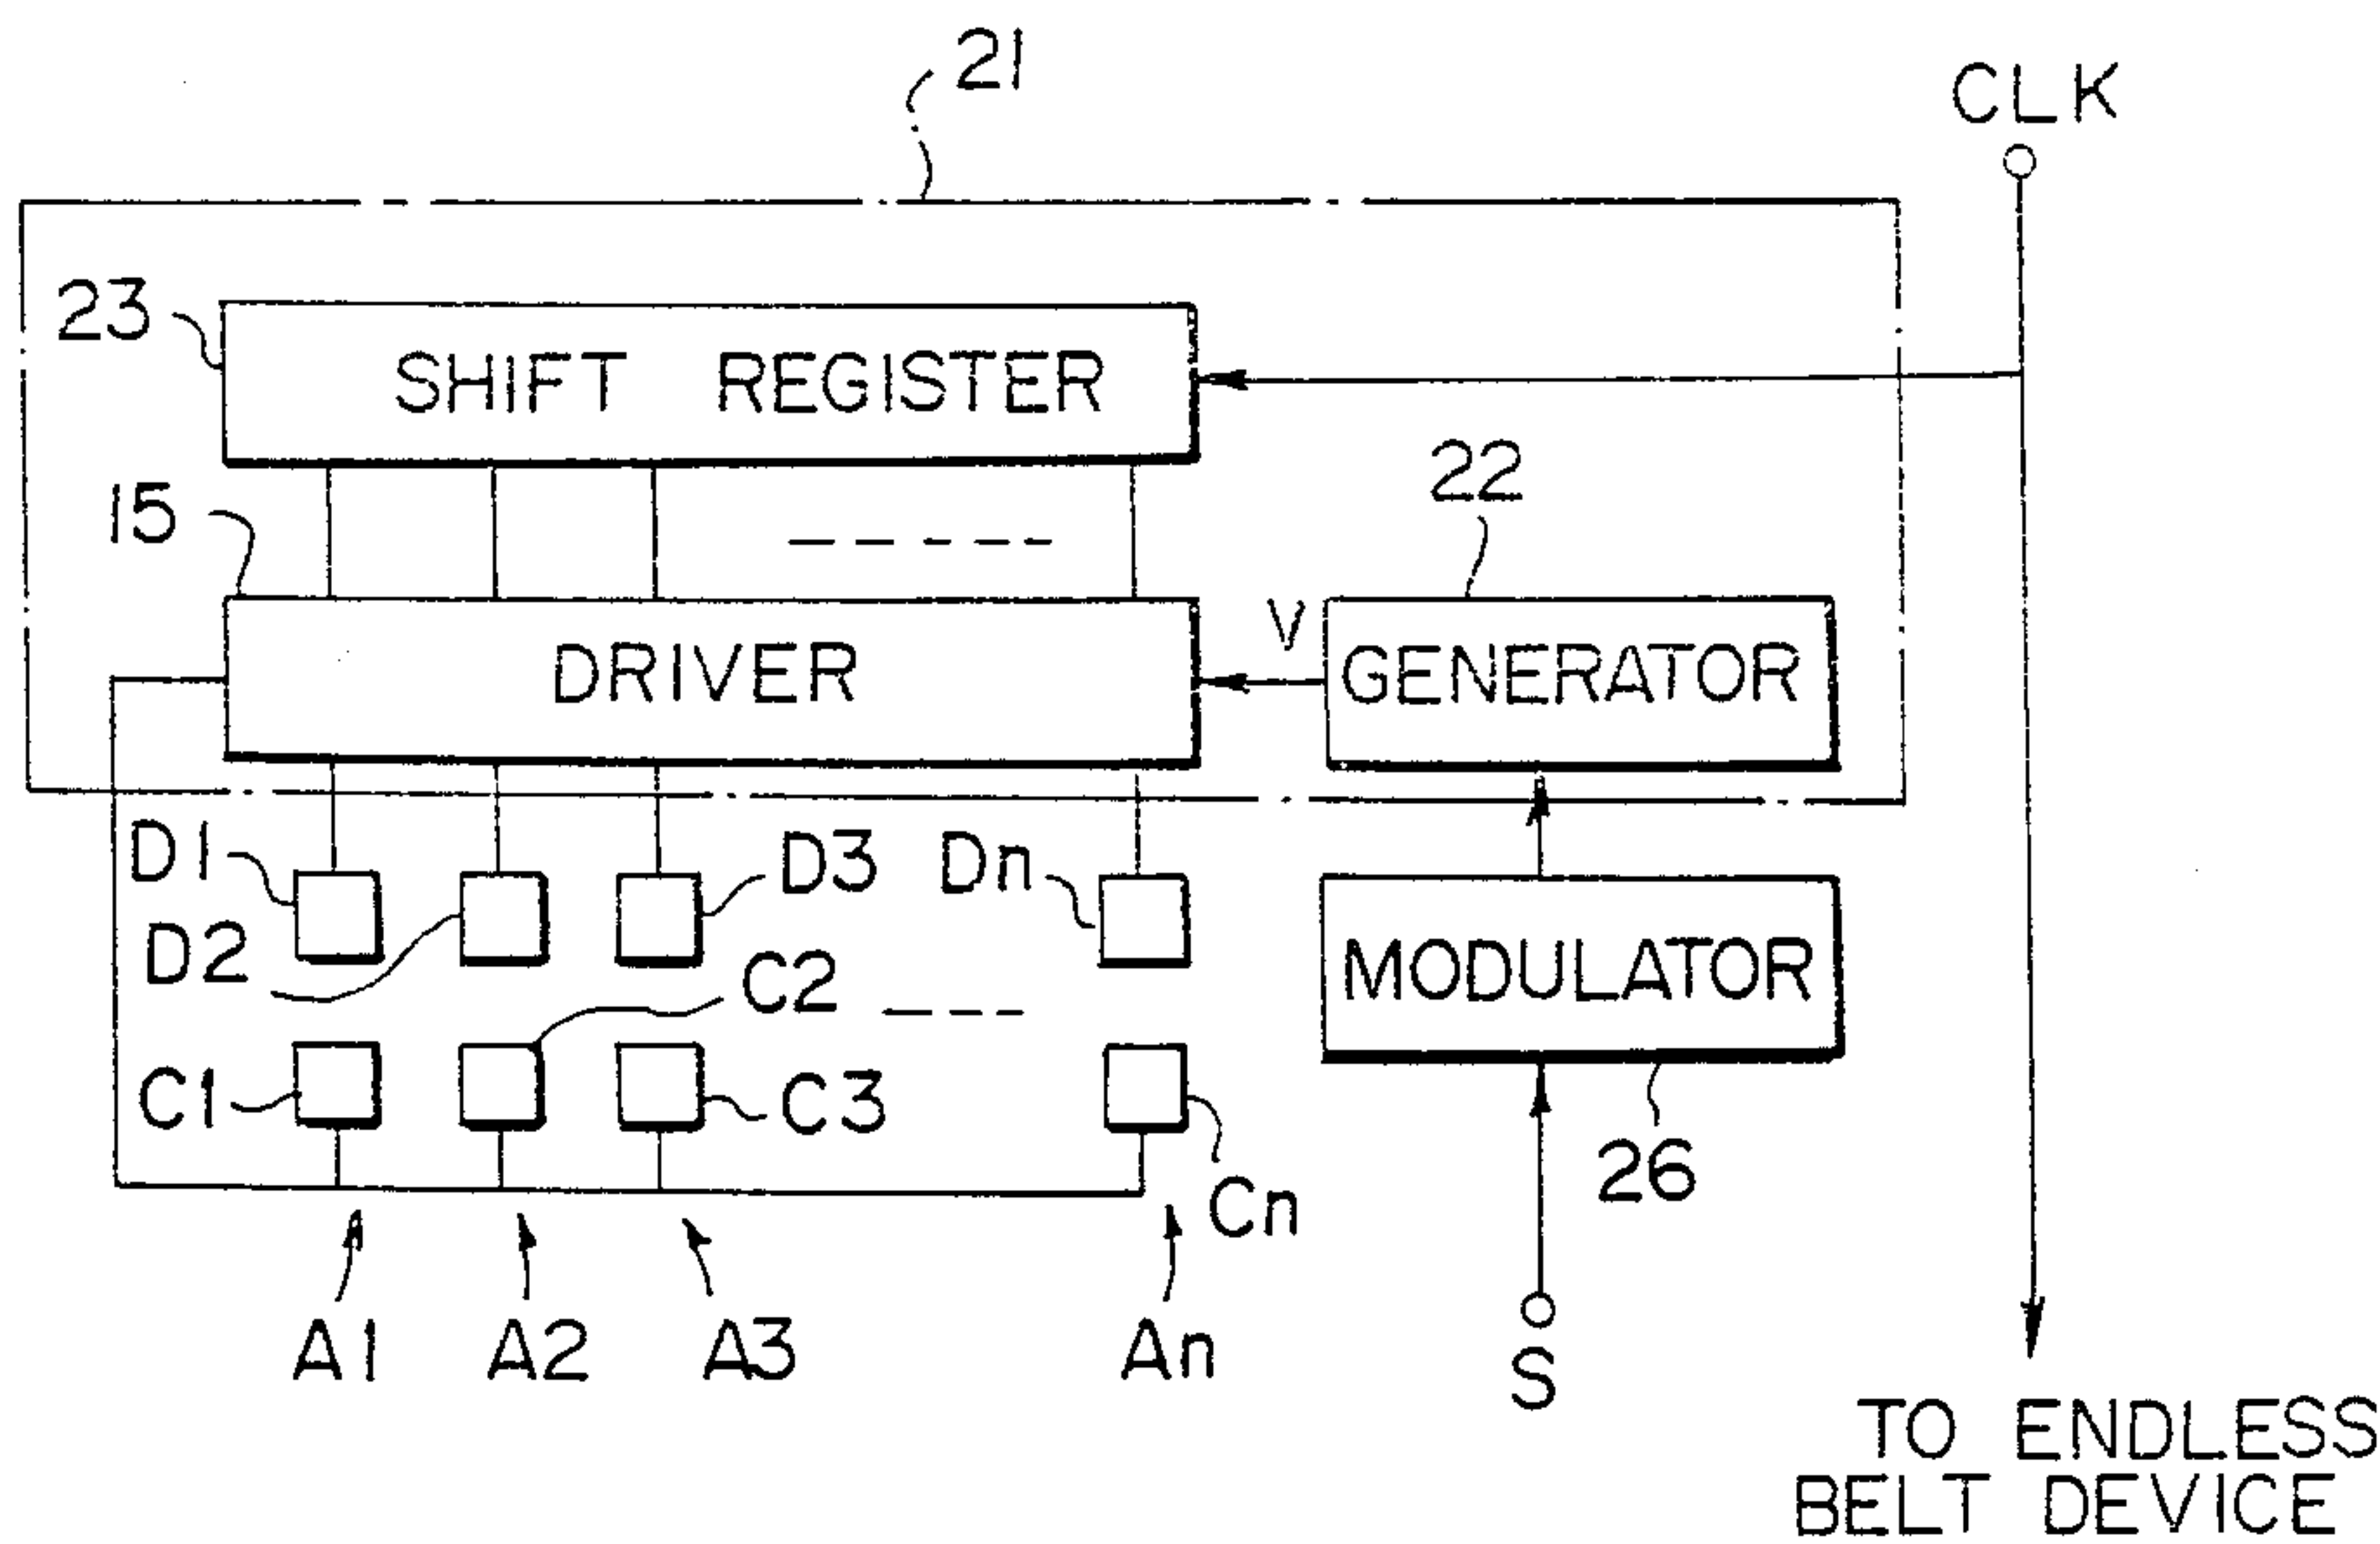 21
CLK
23
SHIFT REGISTER
22
15
V
DRIVER
GENERATOR
D1
D3
Dn
D2
C2
MODULATOR
C1
C3
26
Cn
A1
A2
A3
An
S
TO ENDLESS
BELT DEVICE